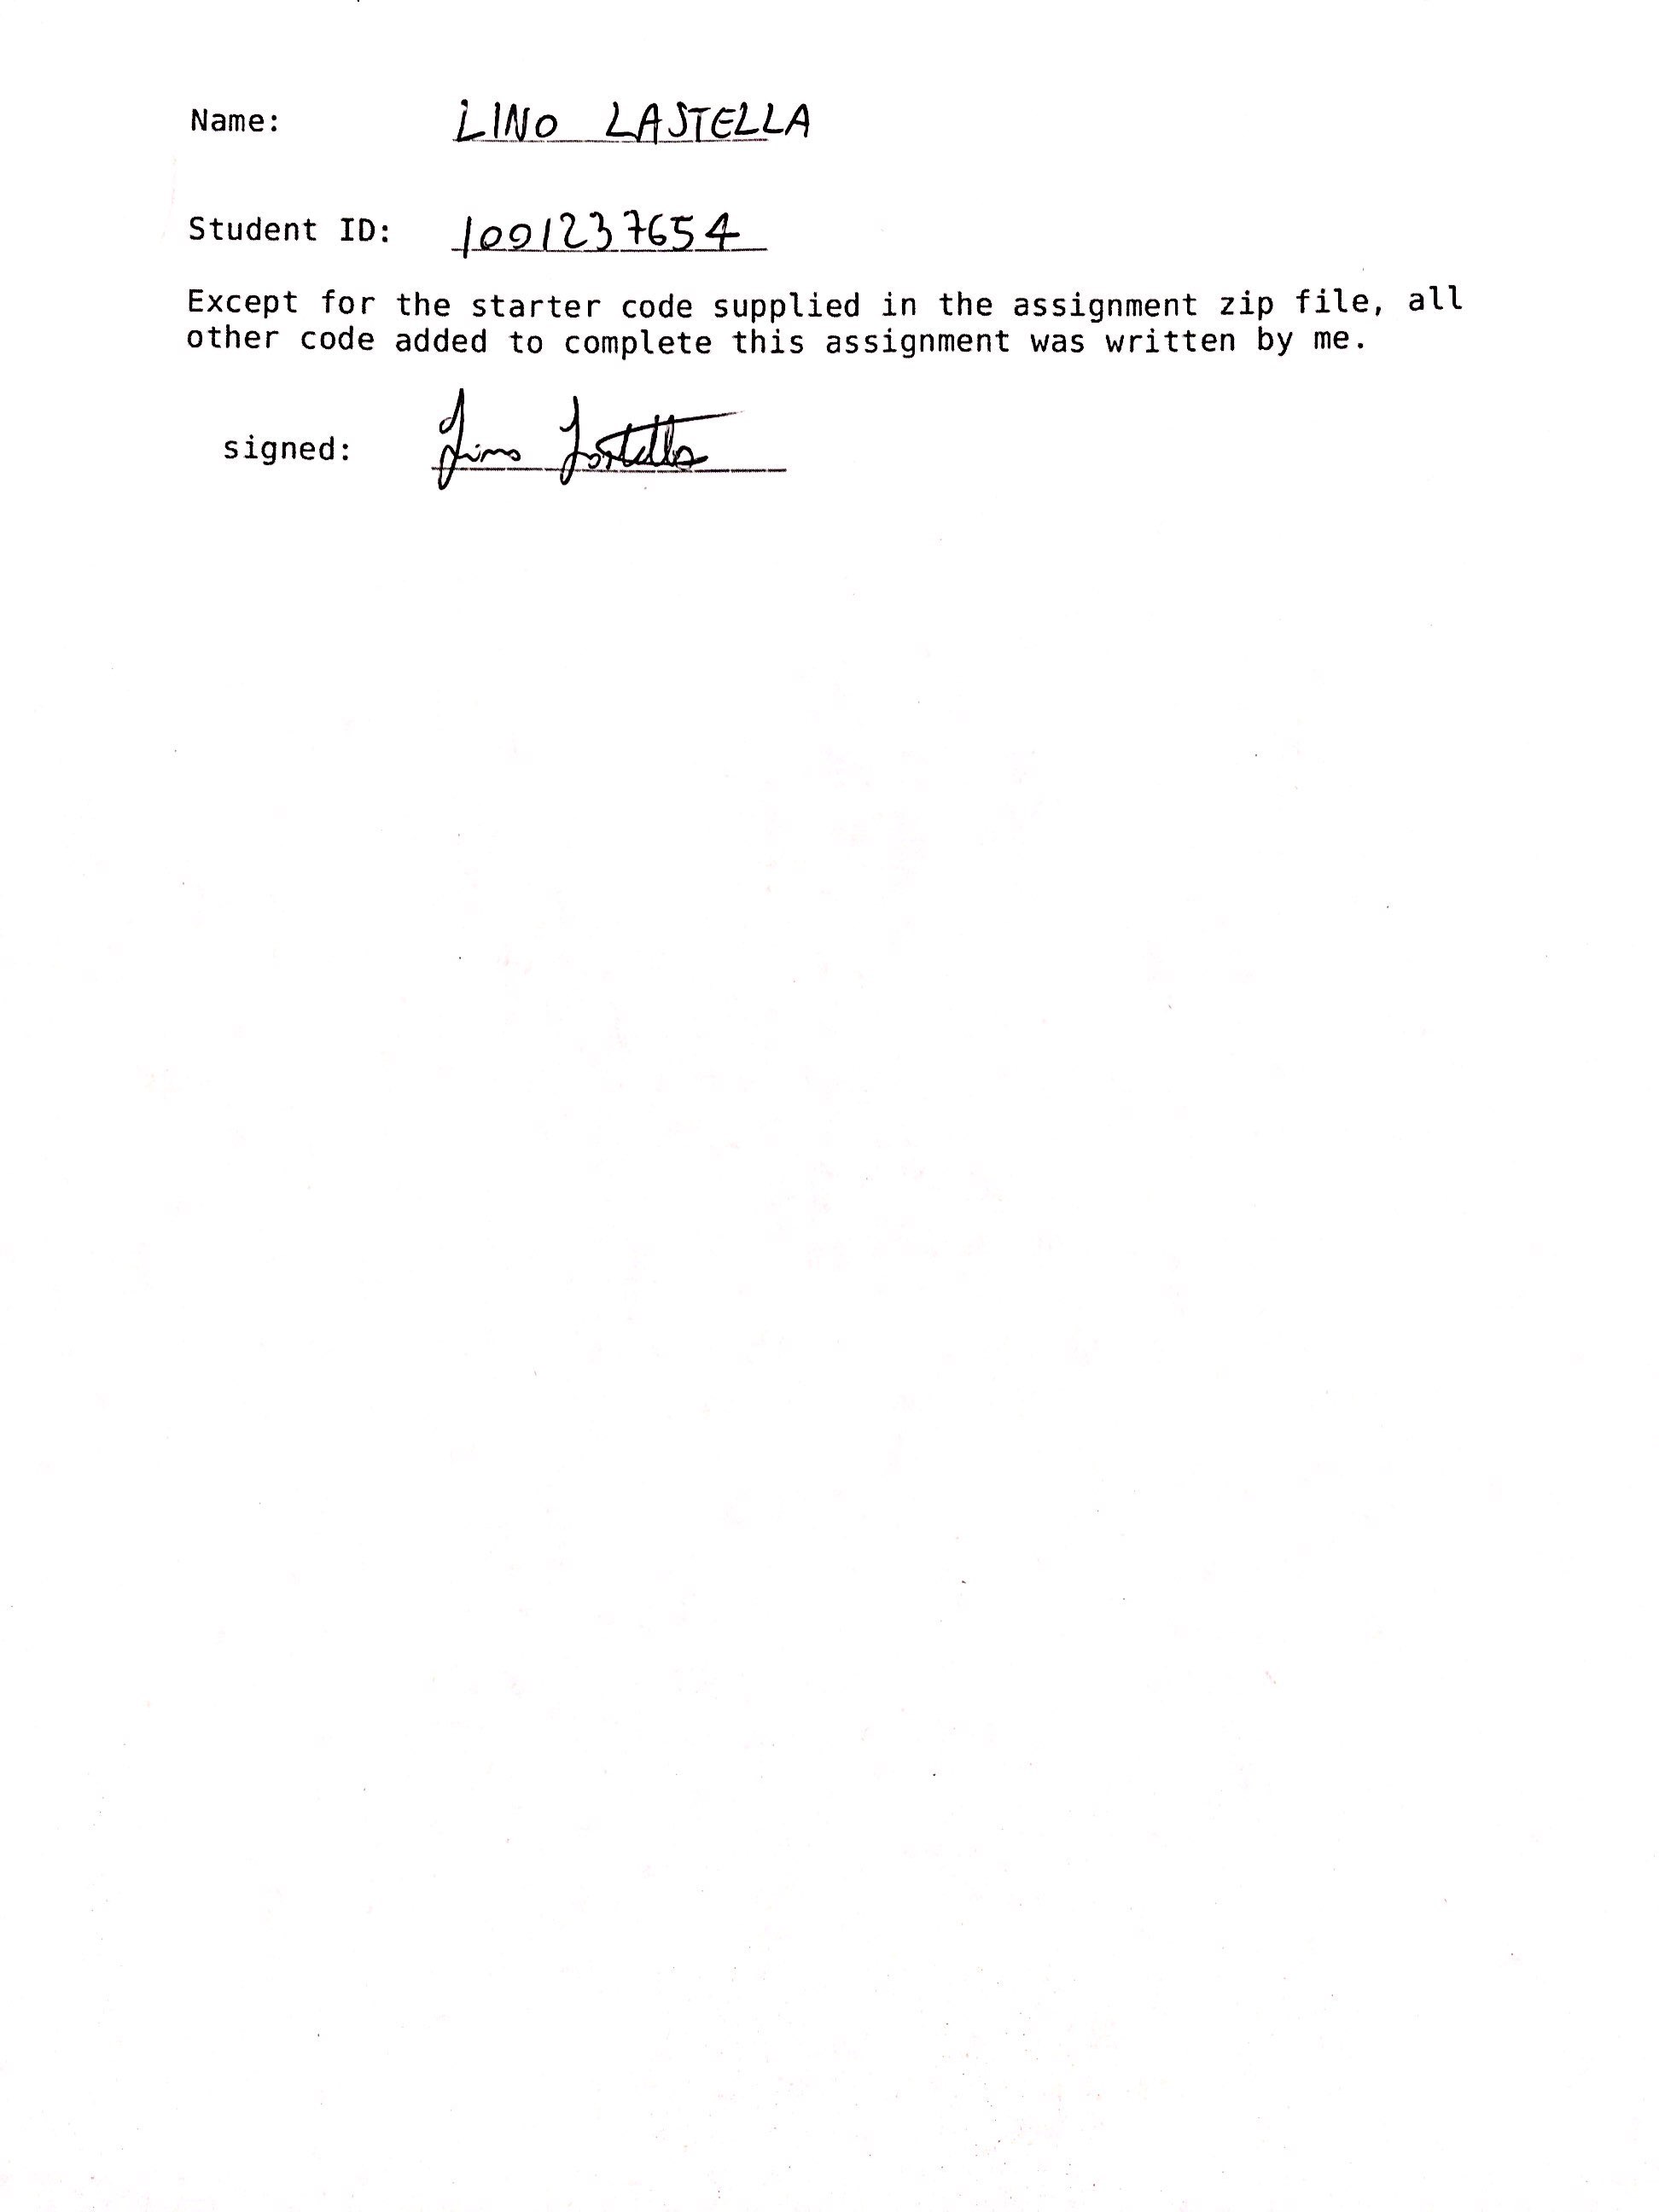 Name: LINO LASTELLA
Student ID: 1001237654
Except for the starter code supplied in the assignment zip file, all
other code added to complete this assignment was written by me.
signed: Lino Lastella